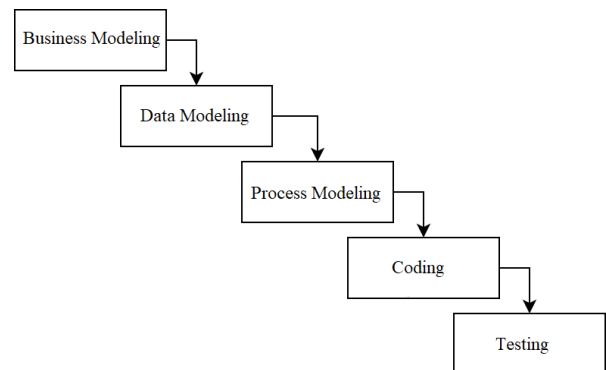 Business Modeling
Data Modeling
Process Modeling
Coding
Testing